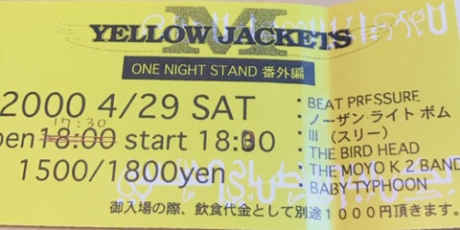 M
YELLOW JACKETS
ONE NIGHT STAND 番外編
2000 4/29 SAT
17:30
open 18:00 start 18:30
1500/1800yen
:BEAT PRESSURE
:ノーザン・ライト・ボム
:III (スリー)
:THE BIRD HEAD
:THE MOYO K 2 BAND
:BABY TYPHOON
御入場の際、飲食代金として別途1000円頂きます。